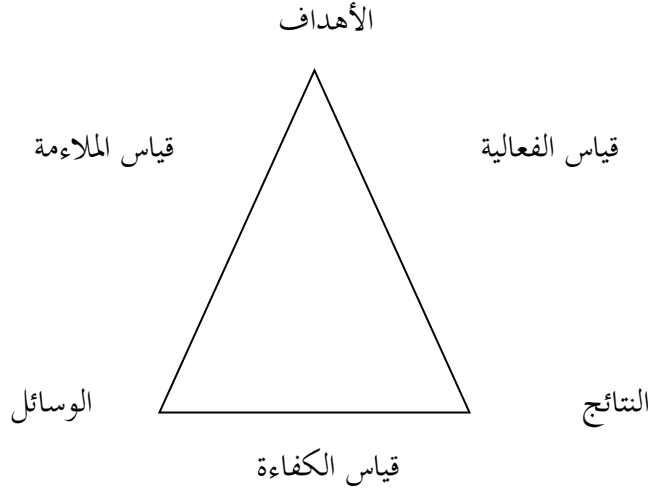 الأهداف
قياس الفعالية
قياس الملاءمة
النتائج
الوسائل
قياس الكفاءة